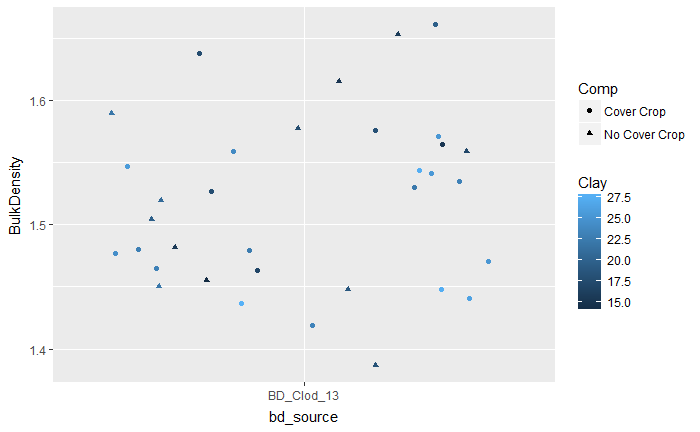 Comp
Cover Crop
No Cover Crop
Clay
27.5
25.0
22.5
20.0
17.5
15.0
BulkDensity
1.6
1.5
1.4
BD_Clod_13
bd_source